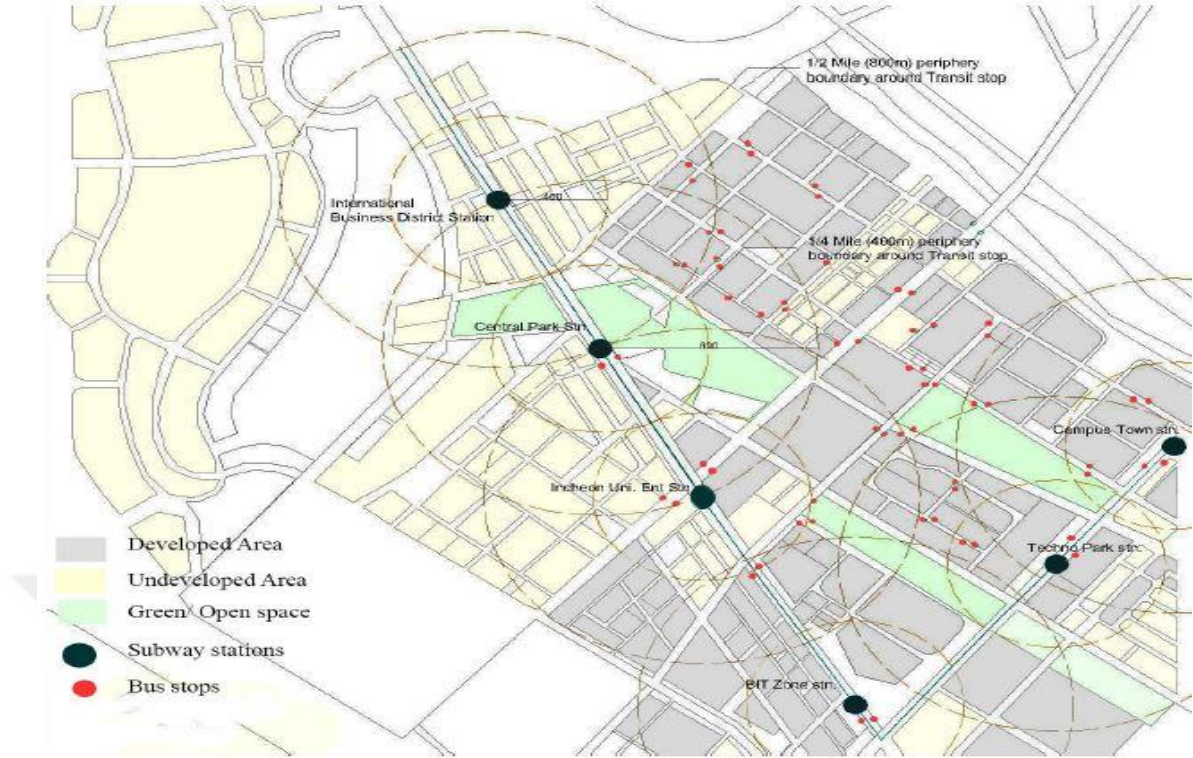 1/2 Mile (800m) periphery
boundary around Transit stop
International
Business District Station
400
1/4 Mile (400m) periphery
boundary around Transit stop
Central Park Stn.
Campus Town stn.
Incheon Uni. Ent Stn.
Techno Park stn.
BIT Zone stn.
Developed Area
Undeveloped Area
Green/ Open space
Subway stations
Bus stops